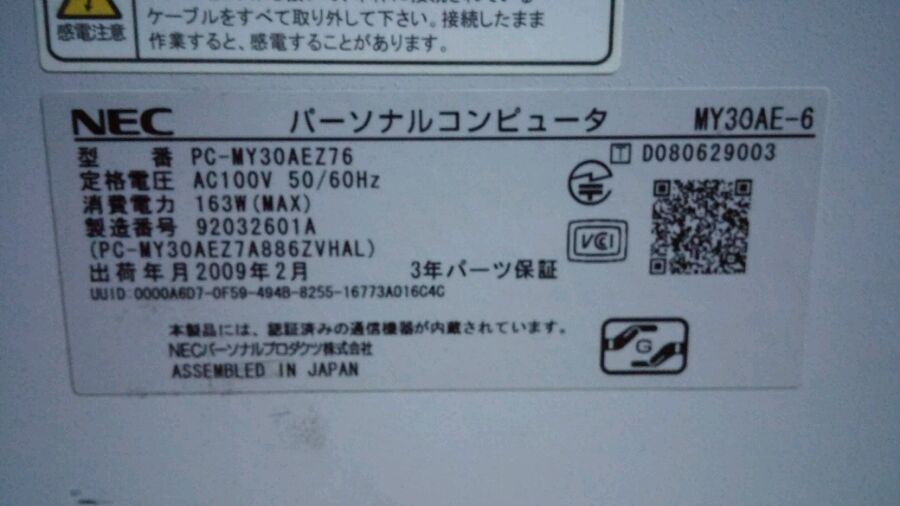 ケーブルをすべて取り外して下さい。接続したまま
感電注意
作業すると、感電することがあります。
NEC パーソナルコンピュータ MY30AE-6
型 番 PC-MY30AEZ76
T D080629003
定格電圧 AC100V 50/60Hz
消費電力 163W(MAX)
製造番号 92032601A
VCCI
(PC-MY30AEZ7A886ZVHAL)
出荷年月2009年2月 3年パーツ保証
UUID:0000A6D7-0F59-494B-8255-16773A016C4C
本製品には、認証済みの通信機器が内蔵されています。
NECパーソナルプロダクツ株式会社
G
ASSEMBLED IN JAPAN